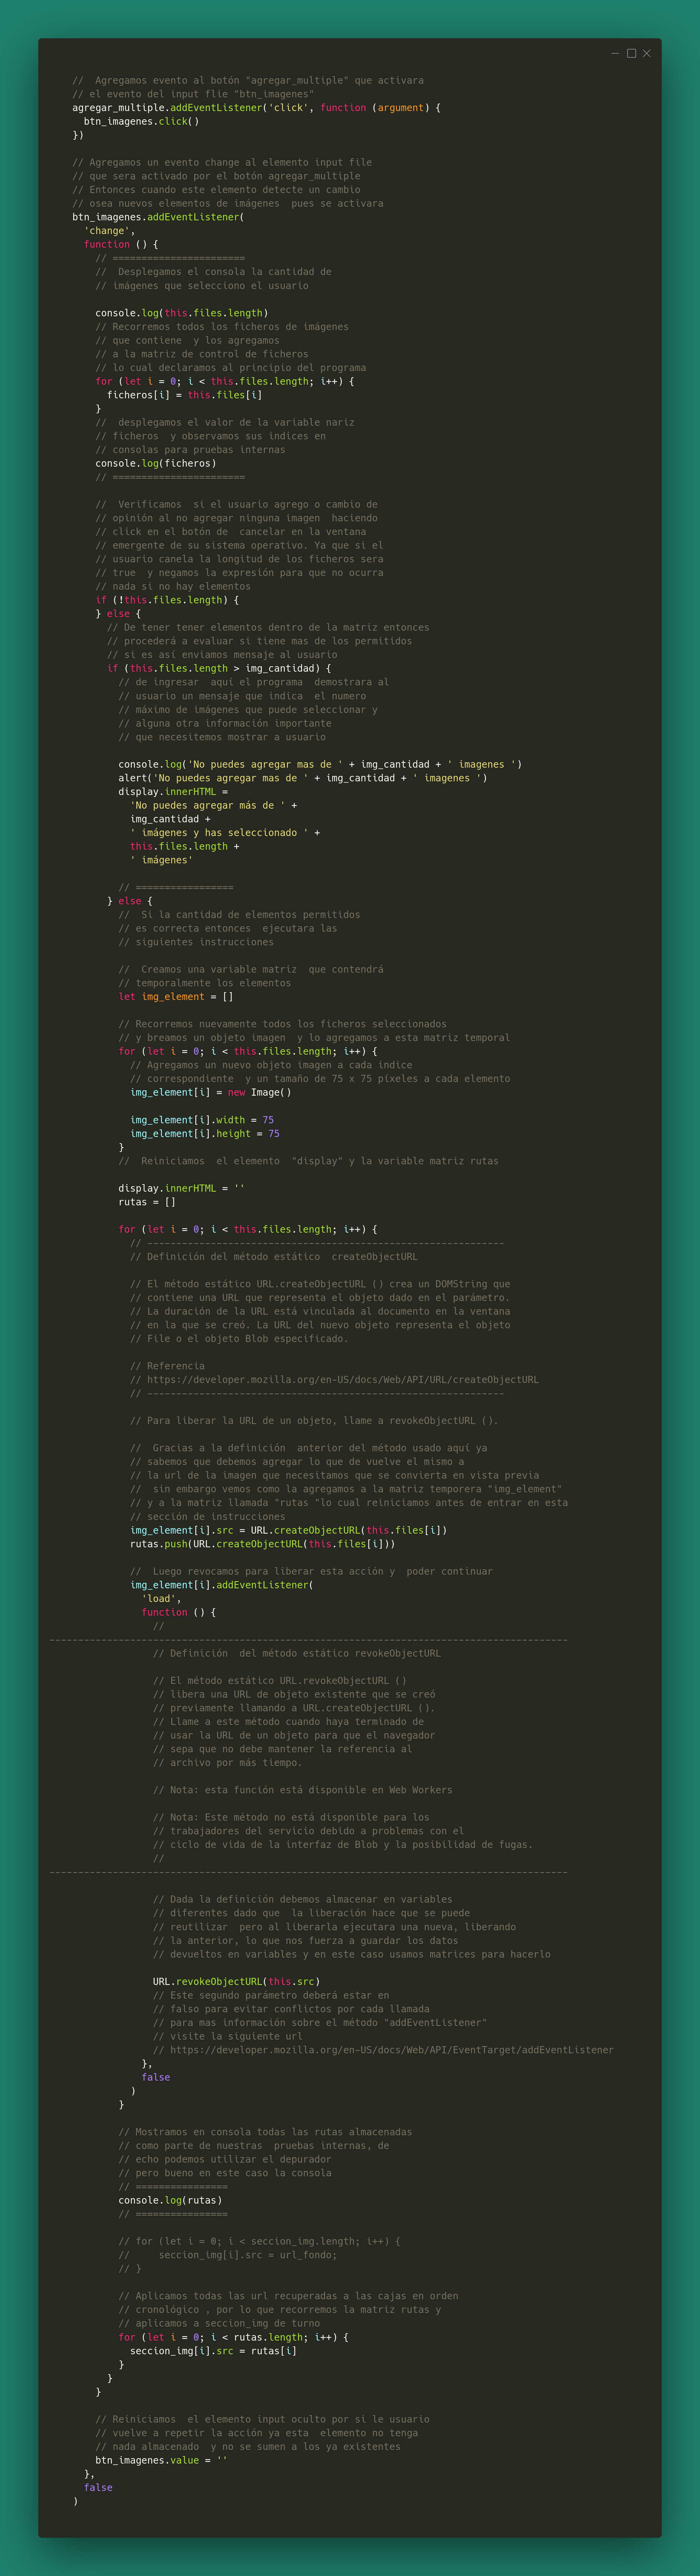 //  Agregamos evento al botón "agregar_multiple" que activara
// el evento del input flie "btn_imagenes"
agregar_multiple.addEventListener('click', function (argument) {
  btn_imagenes.click()
})

// Agregamos un evento change al elemento input file
// que sera activado por el botón agregar_multiple
// Entonces cuando este elemento detecte un cambio
// osea nuevos elementos de imágenes  pues se activara
btn_imagenes.addEventListener(
  'change',
  function () {
    // =======================
    //  Desplegamos el consola la cantidad de
    // imágenes que selecciono el usuario

    console.log(this.files.length)
    // Recorremos todos los ficheros de imágenes
    // que contiene  y los agregamos
    // a la matriz de control de ficheros
    // lo cual declaramos al principio del programa
    for (let i = 0; i < this.files.length; i++) {
      ficheros[i] = this.files[i]
    }
    //  desplegamos el valor de la variable nariz
    // ficheros  y observamos sus indices en
    // consolas para pruebas internas
    console.log(ficheros)
    // =======================

    //  Verificamos  si el usuario agrego o cambio de
    // opinión al no agregar ninguna imagen  haciendo
    // click en el botón de  cancelar en la ventana
    // emergente de su sistema operativo. Ya que si el
    // usuario canela la longitud de los ficheros sera
    // true  y negamos la expresión para que no ocurra
    // nada si no hay elementos
    if (!this.files.length) {
    } else {
      // De tener tener elementos dentro de la matriz entonces
      // procederá a evaluar si tiene mas de los permitidos
      // si es así enviamos mensaje al usuario
      if (this.files.length > img_cantidad) {
        // de ingresar  aquí el programa  demostrara al
        // usuario un mensaje que indica  el numero
        // máximo de imágenes que puede seleccionar y
        // alguna otra información importante
        // que necesitemos mostrar a usuario

        console.log('No puedes agregar mas de ' + img_cantidad + ' imagenes ')
        alert('No puedes agregar mas de ' + img_cantidad + ' imagenes ')
        display.innerHTML =
          'No puedes agregar más de ' +
          img_cantidad +
          ' imágenes y has seleccionado ' +
          this.files.length +
          ' imágenes'

        // =================
      } else {
        //  Si la cantidad de elementos permitidos
        // es correcta entonces  ejecutara las
        // siguientes instrucciones

        //  Creamos una variable matriz  que contendrá
        // temporalmente los elementos
        let img_element = []

        // Recorremos nuevamente todos los ficheros seleccionados
        // y breamos un objeto imagen  y lo agregamos a esta matriz temporal
        for (let i = 0; i < this.files.length; i++) {
          // Agregamos un nuevo objeto imagen a cada indice
          // correspondiente  y un tamaño de 75 x 75 píxeles a cada elemento
          img_element[i] = new Image()

          img_element[i].width = 75
          img_element[i].height = 75
        }
        //  Reiniciamos  el elemento  "display" y la variable matriz rutas

        display.innerHTML = ''
        rutas = []

        for (let i = 0; i < this.files.length; i++) {
          // --------------------------------------------------------------
          // Definición del método estático  createObjectURL

          // El método estático URL.createObjectURL () crea un DOMString que
          // contiene una URL que representa el objeto dado en el parámetro.
          // La duración de la URL está vinculada al documento en la ventana
          // en la que se creó. La URL del nuevo objeto representa el objeto
          // File o el objeto Blob especificado.

          // Referencia
          // https://developer.mozilla.org/en-US/docs/Web/API/URL/createObjectURL
          // --------------------------------------------------------------

          // Para liberar la URL de un objeto, llame a revokeObjectURL ().

          //  Gracias a la definición  anterior del método usado aquí ya
          // sabemos que debemos agregar lo que de vuelve el mismo a
          // la url de la imagen que necesitamos que se convierta en vista previa
          //  sin embargo vemos como la agregamos a la matriz temporera "img_element"
          // y a la matriz llamada "rutas "lo cual reiniciamos antes de entrar en esta
          // sección de instrucciones
          img_element[i].src = URL.createObjectURL(this.files[i])
          rutas.push(URL.createObjectURL(this.files[i]))

          //  Luego revocamos para liberar esta acción y  poder continuar
          img_element[i].addEventListener(
            'load',
            function () {
              //
------------------------------------------------------------------------------------------
              // Definición  del método estático revokeObjectURL

              // El método estático URL.revokeObjectURL ()
              // libera una URL de objeto existente que se creó
              // previamente llamando a URL.createObjectURL ().
              // Llame a este método cuando haya terminado de
              // usar la URL de un objeto para que el navegador
              // sepa que no debe mantener la referencia al
              // archivo por más tiempo.

              // Nota: esta función está disponible en Web Workers

              // Nota: Este método no está disponible para los
              // trabajadores del servicio debido a problemas con el
              // ciclo de vida de la interfaz de Blob y la posibilidad de fugas.
              //
------------------------------------------------------------------------------------------

              // Dada la definición debemos almacenar en variables
              // diferentes dado que  la liberación hace que se puede
              // reutilizar  pero al liberarla ejecutara una nueva, liberando
              // la anterior, lo que nos fuerza a guardar los datos
              // devueltos en variables y en este caso usamos matrices para hacerlo

              URL.revokeObjectURL(this.src)
              // Este segundo parámetro deberá estar en
              // falso para evitar conflictos por cada llamada
              // para mas información sobre el método "addEventListener"
              // visite la siguiente url
              // https://developer.mozilla.org/en-US/docs/Web/API/EventTarget/addEventListener
            },
            false
          )
        }

        // Mostramos en consola todas las rutas almacenadas
        // como parte de nuestras  pruebas internas, de
        // echo podemos utilizar el depurador
        // pero bueno en este caso la consola
        // ================
        console.log(rutas)
        // ================

        // for (let i = 0; i < seccion_img.length; i++) {
        //     seccion_img[i].src = url_fondo;
        // }

        // Aplicamos todas las url recuperadas a las cajas en orden
        // cronológico , por lo que recorremos la matriz rutas y
        // aplicamos a seccion_img de turno
        for (let i = 0; i < rutas.length; i++) {
          seccion_img[i].src = rutas[i]
        }
      }
    }

    // Reiniciamos  el elemento input oculto por si le usuario
    // vuelve a repetir la acción ya esta  elemento no tenga
    // nada almacenado  y no se sumen a los ya existentes
    btn_imagenes.value = ''
  },
  false
)